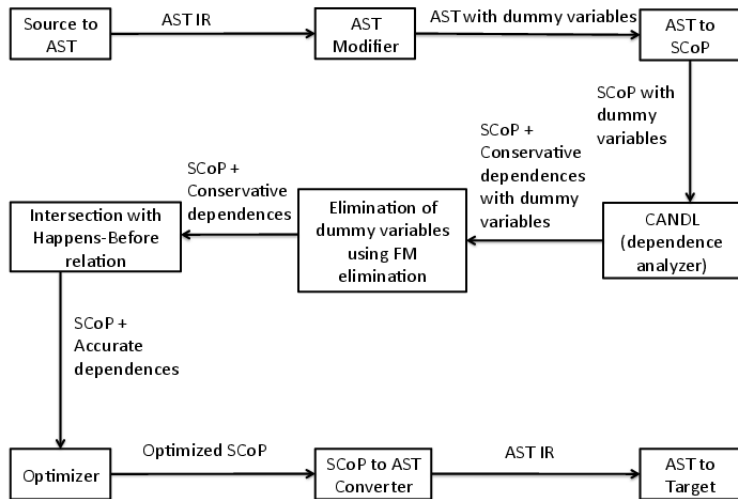 Source to
AST
AST IR
AST
Modifier
AST with dummy variables
AST to
SCoP
SCoP with
dummy
variables
CANDL
(dependence
analyzer)
SCoP +
Conservative
dependences
with dummy
variables
Elimination of
dummy variables
using FM
elimination
SCoP +
Conservative
dependences
Intersection with
Happens-Before
relation
SCoP +
Accurate
dependences
Optimizer
Optimized SCoP
SCoP to AST
Converter
AST IR
AST to
Target